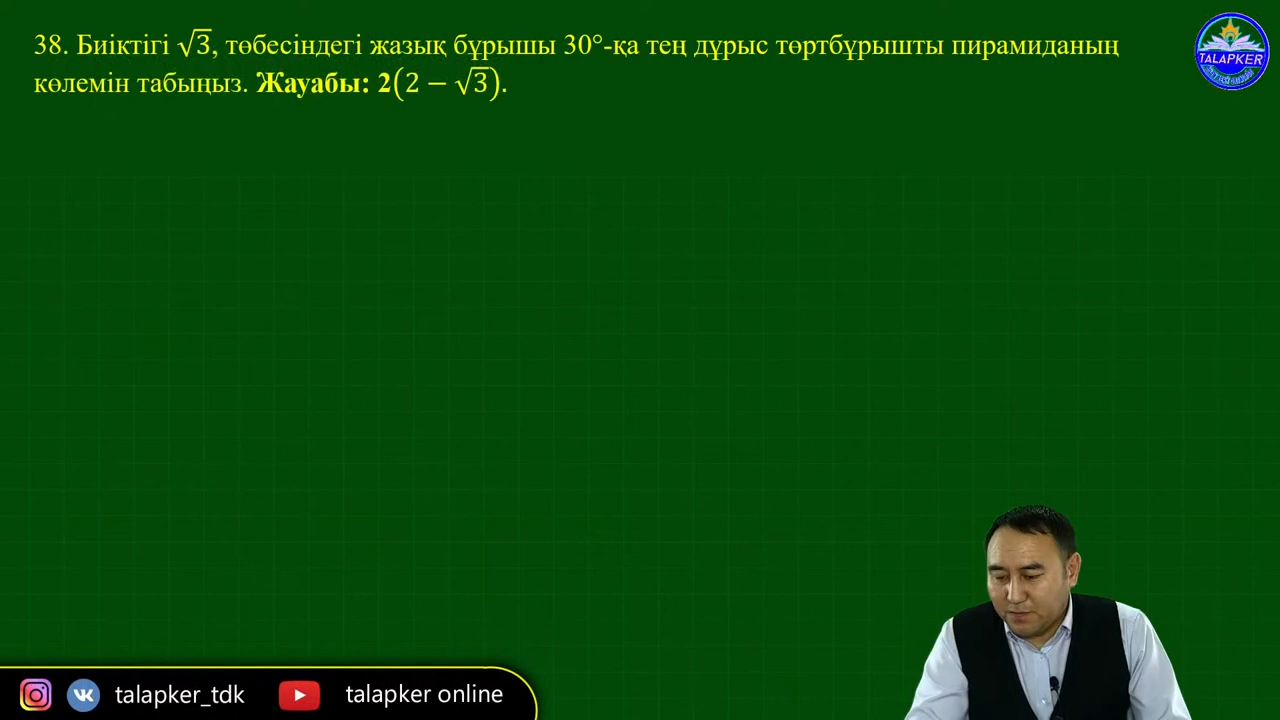 38. Биіктігі √3, төбесіндегі жазық бұрышы 30°-қа тең дұрыс төртбұрышты пирамиданың
көлемін табыңыз. Жауабы: 2(2 − √3).
TALAPKER
talapker_tdk
talapker online